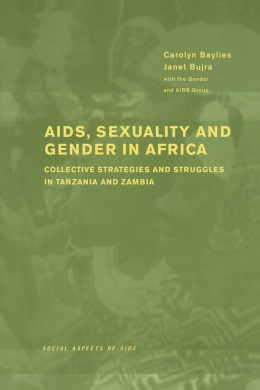 Carolyn Baylies
Janet Bujra
with the Gender
and AIDS Group
AIDS, SEXUALITY AND
GENDER IN AFRICA
COLLECTIVE STRATEGIES AND STRUGGLES
IN TANZANIA AND ZAMBIA
SOCIAL ASPECTS OF AIDS